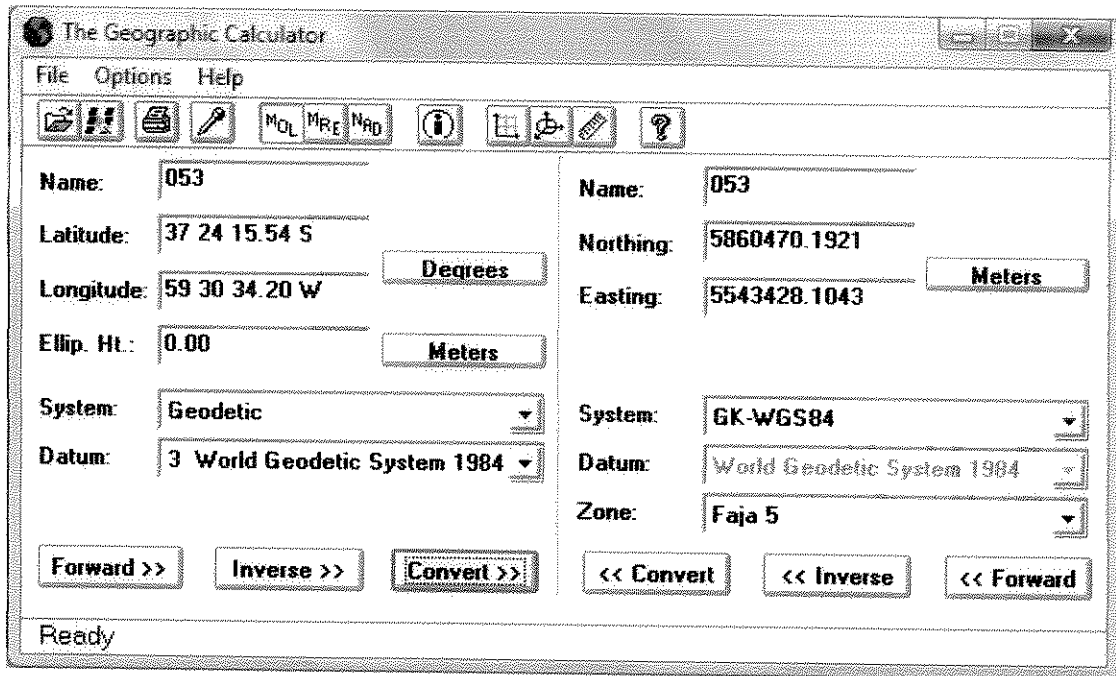 The Geographic Calculator
File Options Help
MOL MRE NAD
Name: 053
Latitude: 37 24 15.54 S
Longitude: 59 30 34.20 W
Degrees
Ellip. Ht.: 0.00
Meters
System: Geodetic
Datum: 3 World Geodetic System 1984
Forward >> Inverse >> Convert >>
Name: 053
Northing: 5860470.1921
Easting: 5543428.1043
Meters
System: GK-WGS84
Datum: World Geodetic System 1984
Zone: Faja 5
<< Convert << Inverse << Forward
Ready